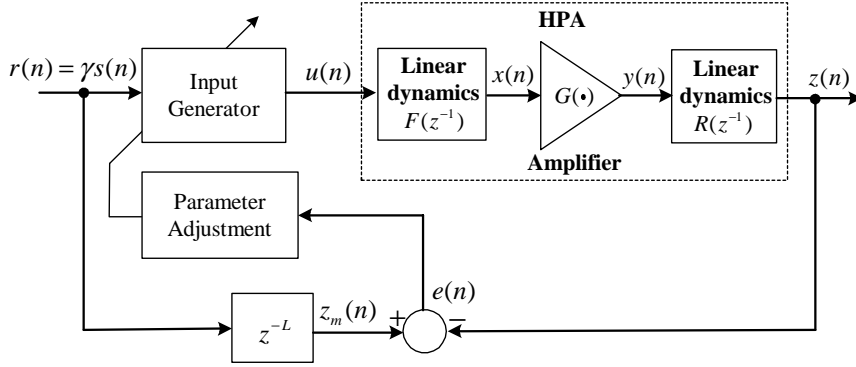 HPA
r(n) = γs(n)
Input
Generator
u(n)
Linear
dynamics
F(z⁻¹)
x(n)
G(•)
Amplifier
y(n)
Linear
dynamics
R(z⁻¹)
z(n)
Parameter
Adjustment
e(n)
z⁻ᴸ
zₘ(n)
+
−